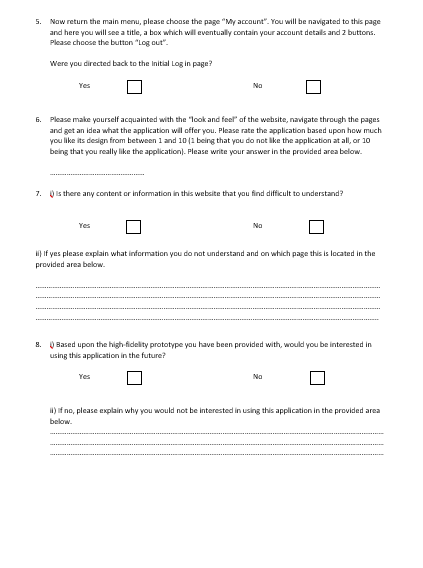 5. Now return the main menu, please choose the page "My account". You will be navigated to this page
and here you will see a title, a box which will eventually contain your account details and 2 buttons.
Please choose the button "Log out".
Were you directed back to the Initial Log in page?
Yes No
6. Please make yourself acquainted with the "look and feel" of the website, navigate through the pages
and get an idea what the application will offer you. Please rate the application based upon how much
you like its design from between 1 and 10 (1 being that you do not like the application at all, or 10
being that you really like the application). Please write your answer in the provided area below.
................................................
7. i) Is there any content or information in this website that you find difficult to understand?
Yes No
ii) If yes please explain what information you do not understand and on which page this is located in the
provided area below.
8. i) Based upon the high-fidelity prototype you have been provided with, would you be interested in
using this application in the future?
Yes No
ii) If no, please explain why you would not be interested in using this application in the provided area
below.